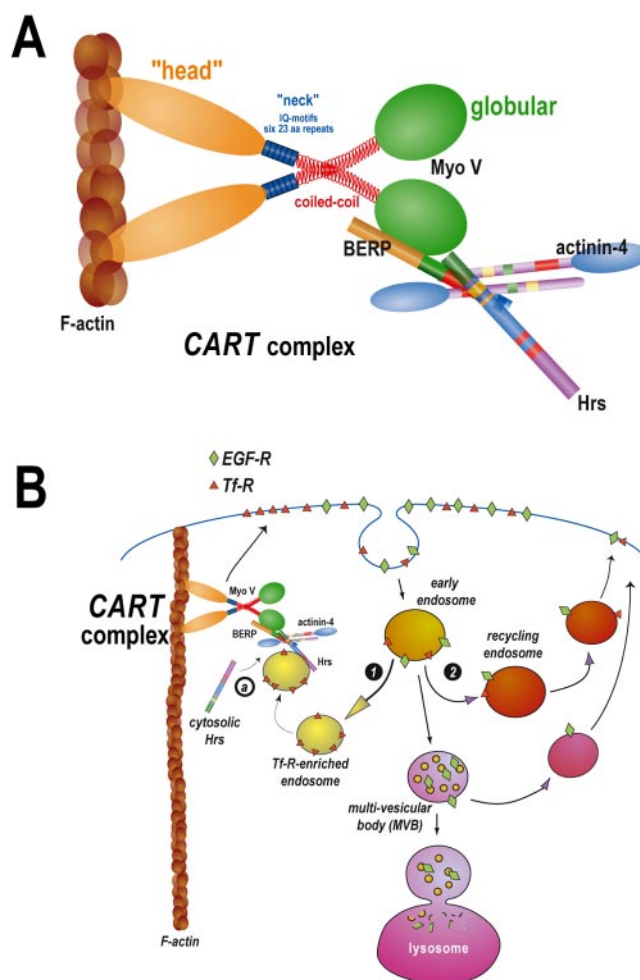 A
"head"
"neck"
IQ-motifs
six 23 aa repeats
globular
Myo V
coiled-coil
BERP
actinin-4
F-actin
CART complex
Hrs
B
EGF-R
Tf-R
CART
complex
Myo V
BERP
actinin-4
Hrs
a
cytosolic
Hrs
Tf-R-enriched
endosome
early
endosome
1
2
recycling
endosome
multi-vesicular
body (MVB)
lysosome
F-actin